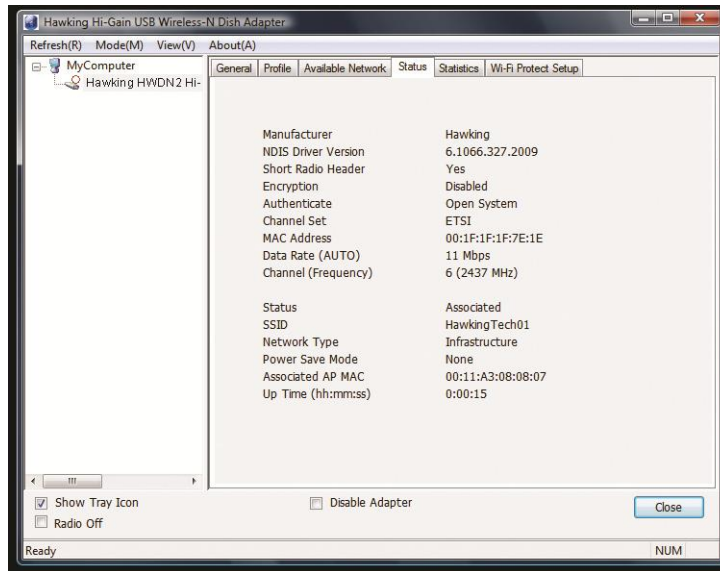 Hawking Hi-Gain USB Wireless-N Dish Adapter
Refresh(R) Mode(M) View(V) About(A)
MyComputer
Hawking HWDN2 Hi-
General Profile Available Network Status Statistics Wi-Fi Protect Setup
Manufacturer Hawking
NDIS Driver Version 6.1066.327.2009
Short Radio Header Yes
Encryption Disabled
Authenticate Open System
Channel Set ETSI
MAC Address 00:1F:1F:1F:7E:1E
Data Rate (AUTO) 11 Mbps
Channel (Frequency) 6 (2437 MHz)
Status Associated
SSID HawkingTech01
Network Type Infrastructure
Power Save Mode None
Associated AP MAC 00:11:A3:08:08:07
Up Time (hh:mm:ss) 0:00:15
Show Tray Icon Disable Adapter
Radio Off
Close
Ready NUM